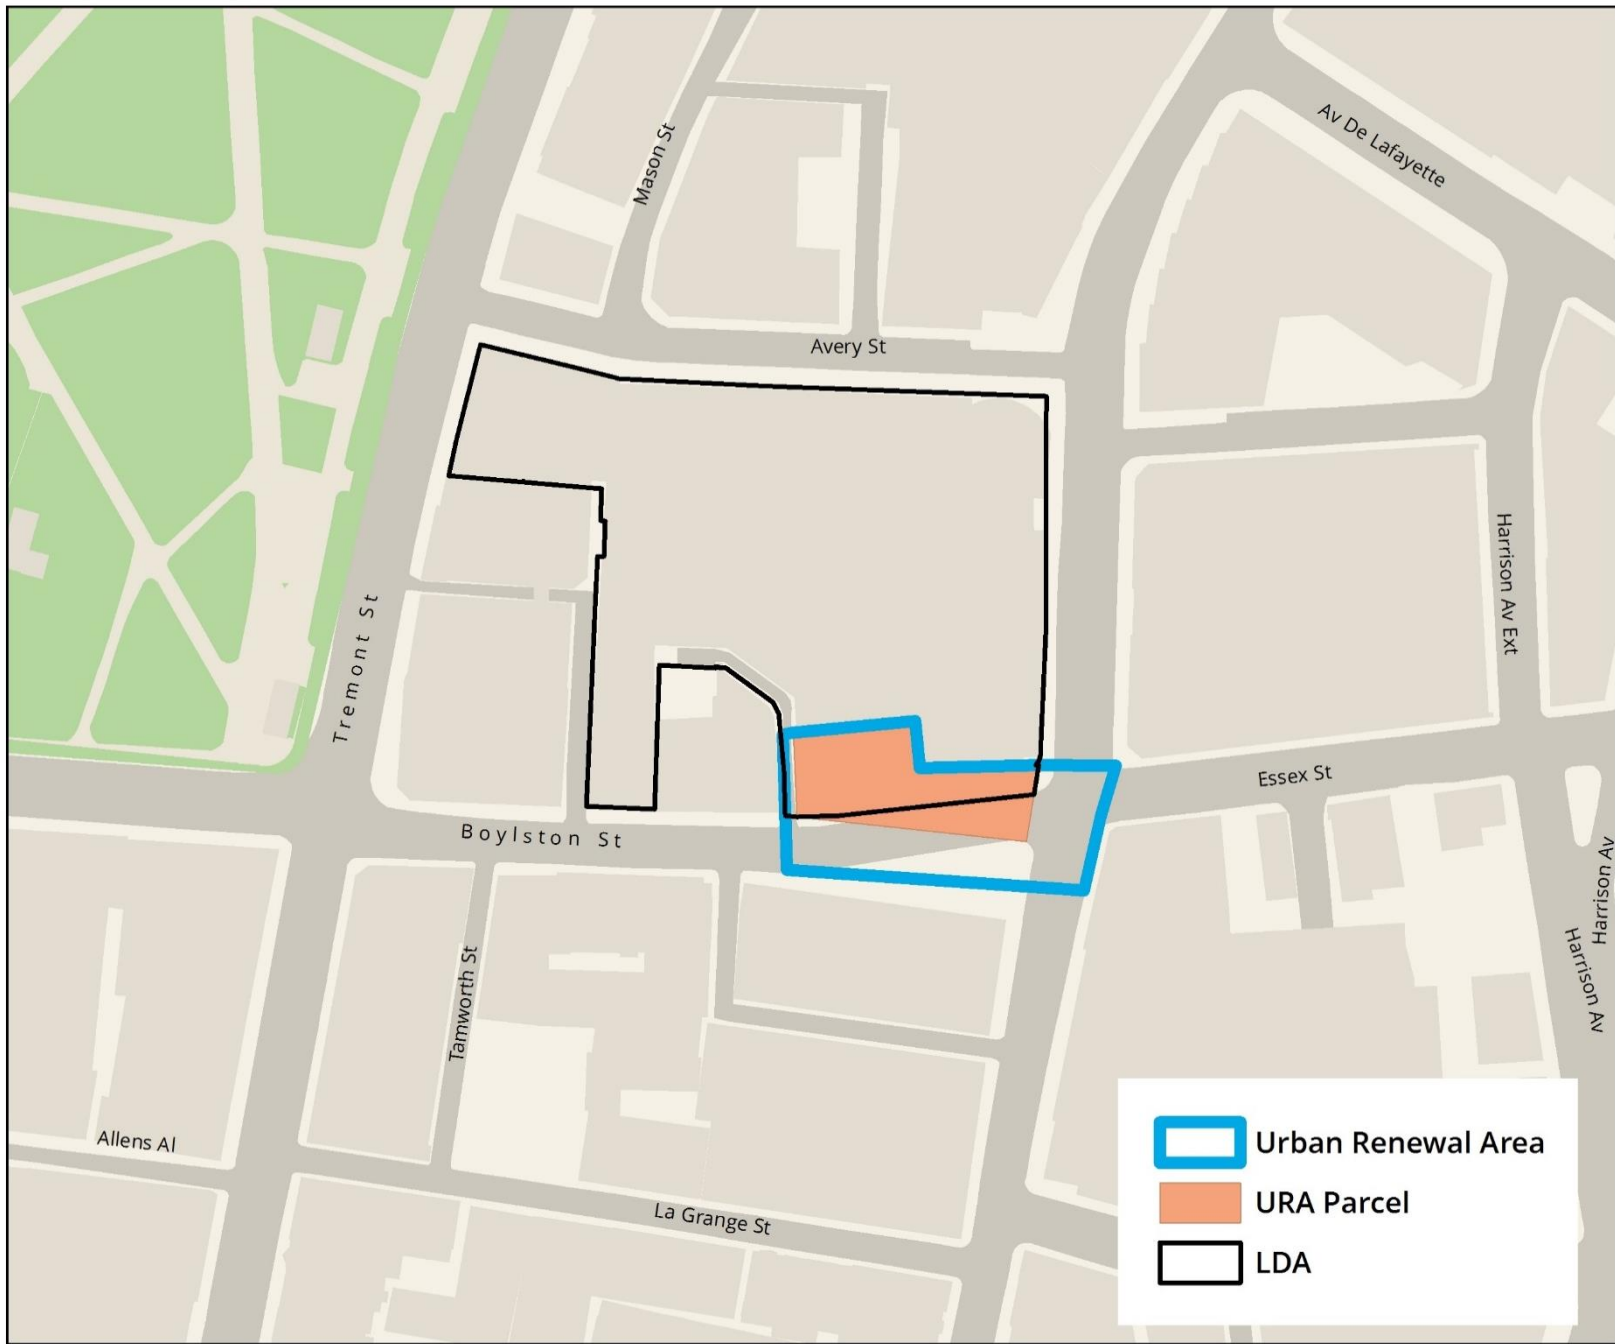 Av De Lafayette
Mason St
Avery St
Harrison Av Ext
Tremont St
Essex St
Boylston St
Harrison Av
Harrison Av
Tamworth St
Allens Al
La Grange St
Urban Renewal Area
URA Parcel
LDA